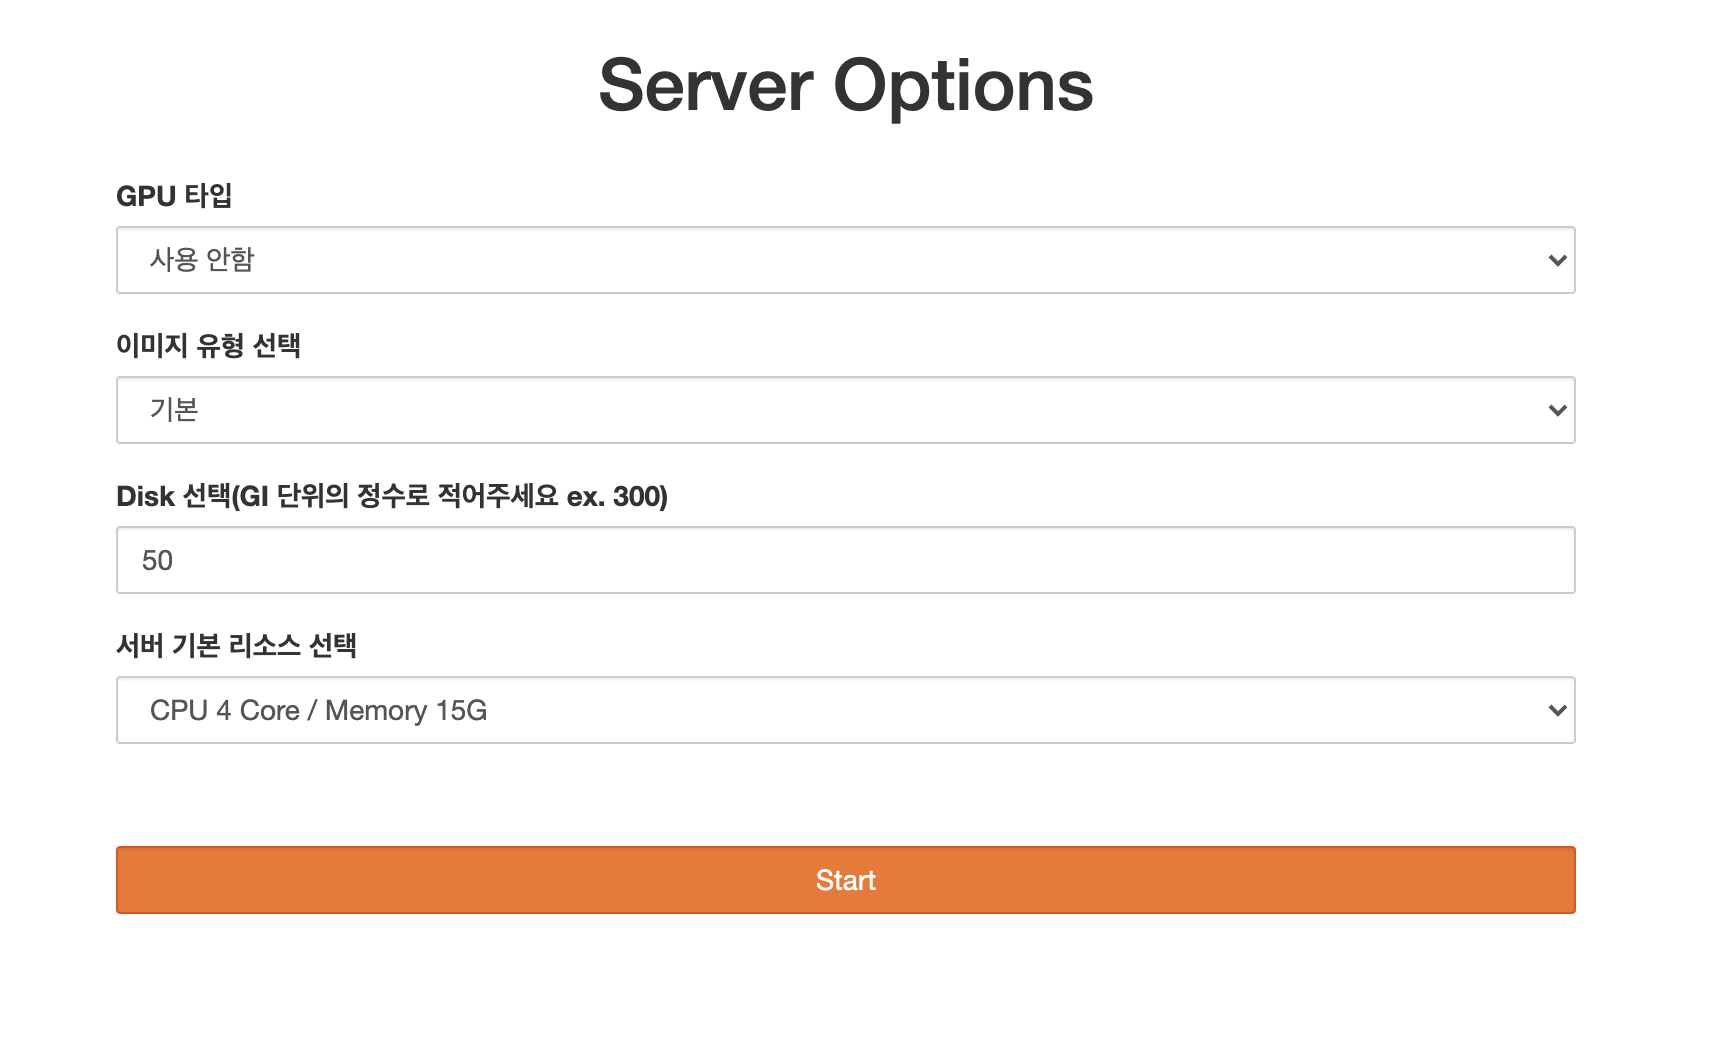 Server Options
GPU 타입
사용 안함
이미지 유형 선택
기본
Disk 선택(GI 단위의 정수로 적어주세요 ex. 300)
50
서버 기본 리소스 선택
CPU 4 Core / Memory 15G
Start